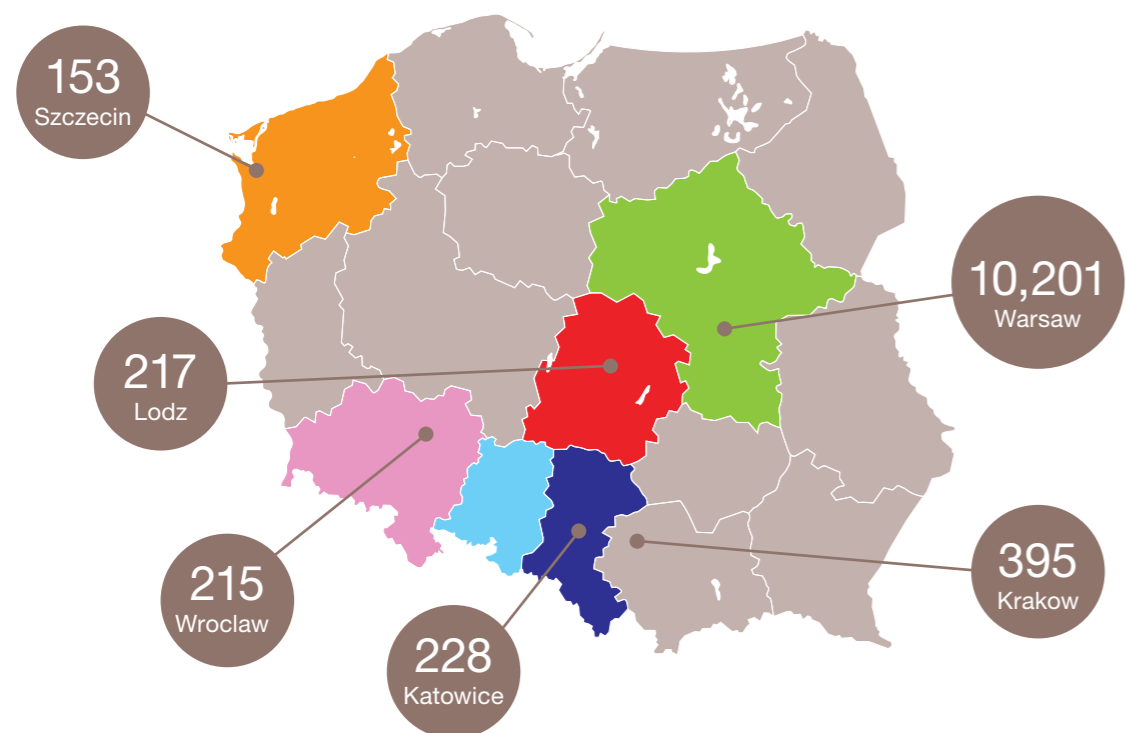 153
Szczecin
10,201
Warsaw
217
Lodz
395
Krakow
215
Wroclaw
228
Katowice